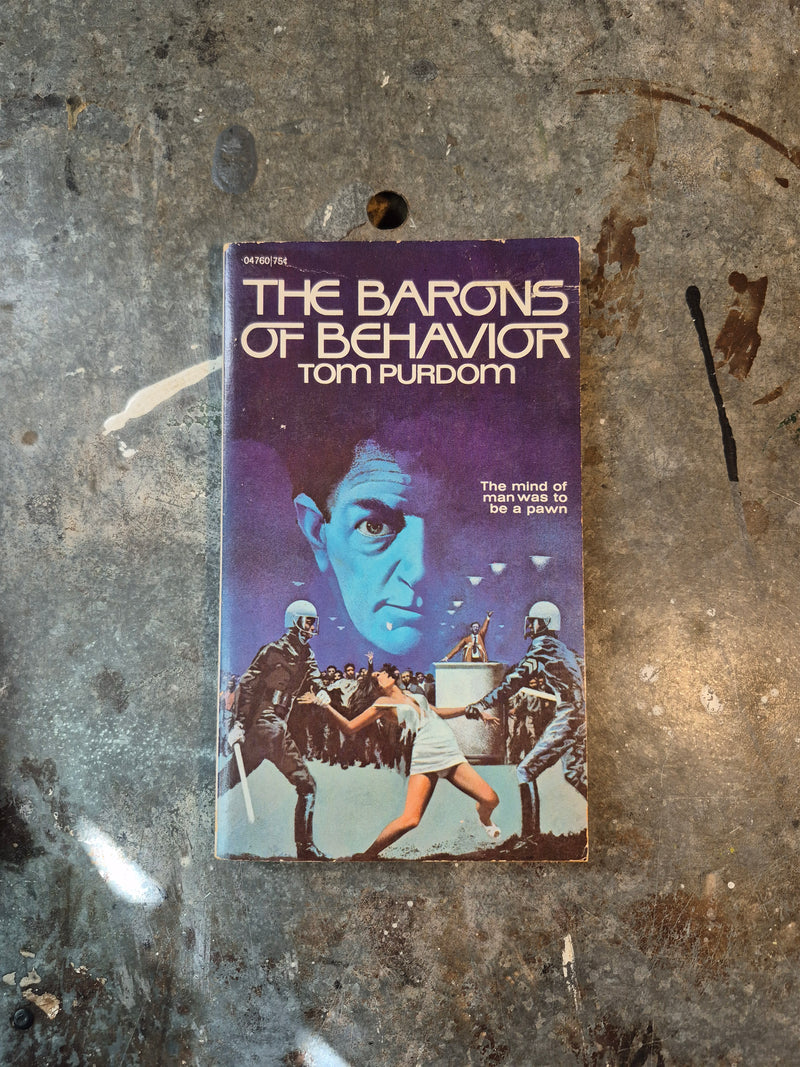 04760|75¢
THE BARONS
OF BEHAVIOR
TOM PURDOM
The mind of
man was to
be a pawn